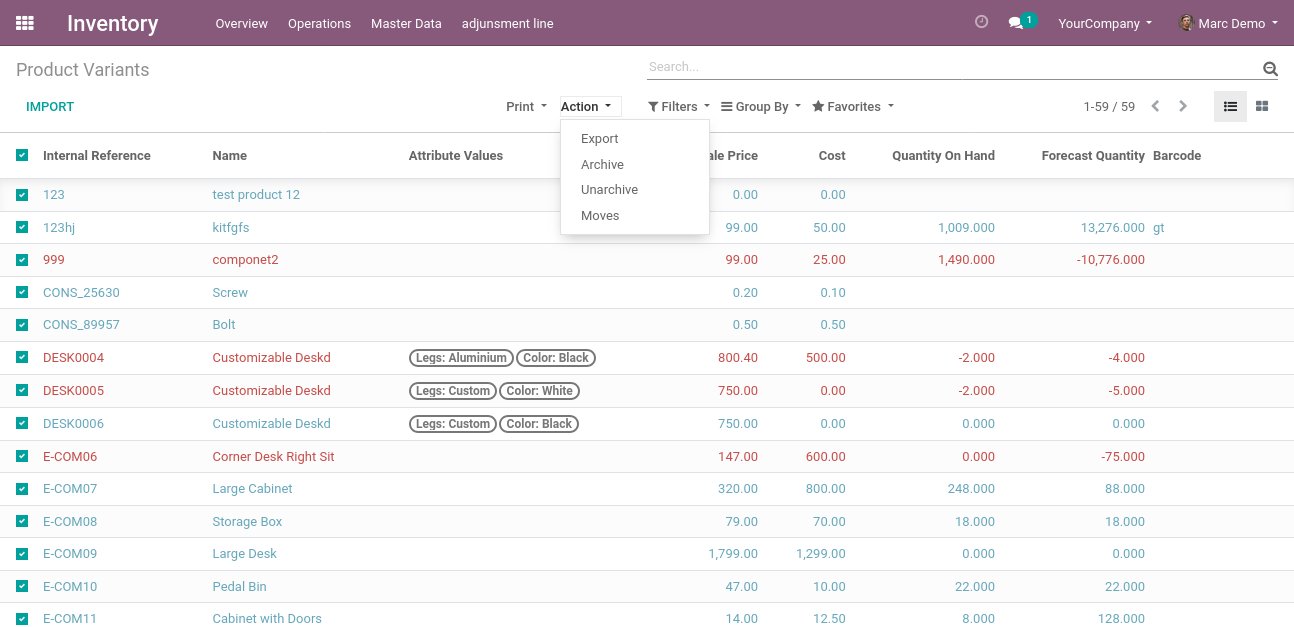 Inventory Overview Operations Master Data adjunsment line 1 YourCompany Marc Demo
Product Variants Search...
IMPORT Print Action Filters Group By Favorites 1-59 / 59
Export
Archive
Unarchive
Moves
Internal Reference Name Attribute Values ale Price Cost Quantity On Hand Forecast Quantity Barcode
123 test product 12 0.00 0.00
123hj kitfgfs 99.00 50.00 1,009.000 13,276.000 gt
999 componet2 99.00 25.00 1,490.000 -10,776.000
CONS_25630 Screw 0.20 0.10
CONS_89957 Bolt 0.50 0.50
DESK0004 Customizable Deskd Legs: Aluminium Color: Black 800.40 500.00 -2.000 -4.000
DESK0005 Customizable Deskd Legs: Custom Color: White 750.00 0.00 -2.000 -5.000
DESK0006 Customizable Deskd Legs: Custom Color: Black 750.00 0.00 0.000 0.000
E-COM06 Corner Desk Right Sit 147.00 600.00 0.000 -75.000
E-COM07 Large Cabinet 320.00 800.00 248.000 88.000
E-COM08 Storage Box 79.00 70.00 18.000 18.000
E-COM09 Large Desk 1,799.00 1,299.00 0.000 0.000
E-COM10 Pedal Bin 47.00 10.00 22.000 22.000
E-COM11 Cabinet with Doors 14.00 12.50 8.000 128.000